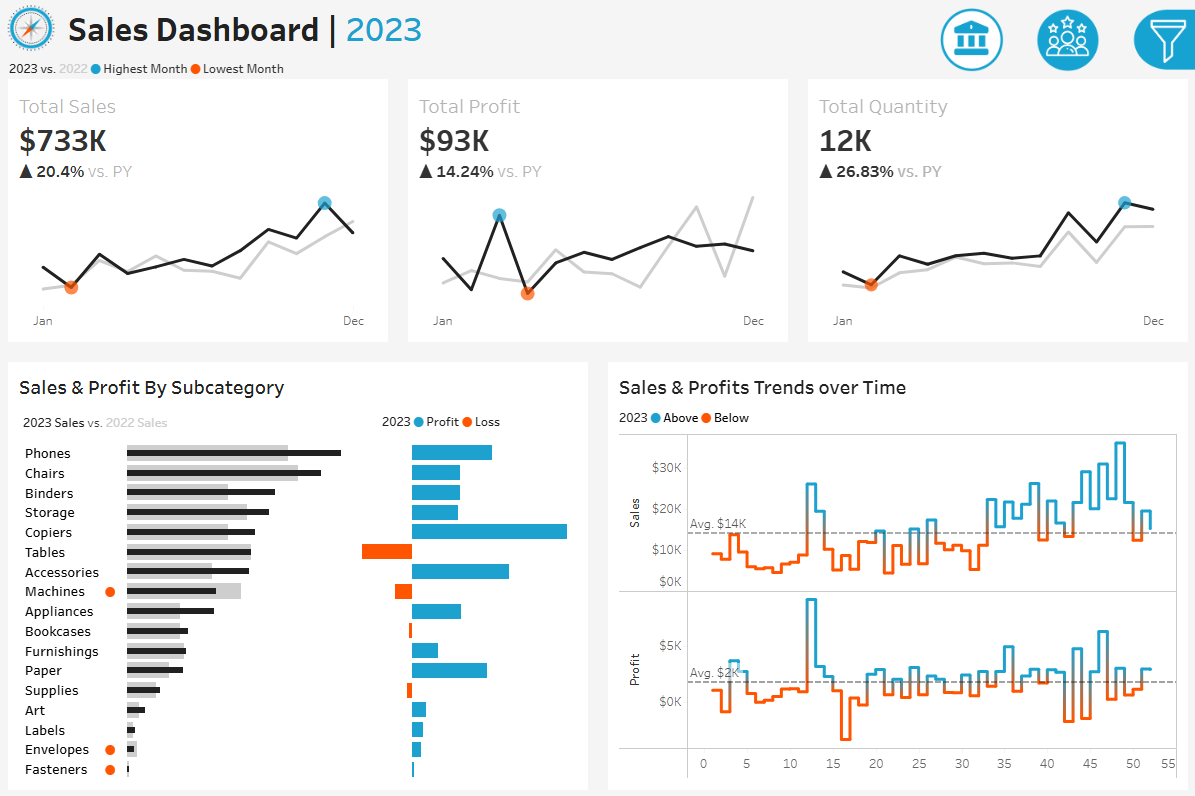 Sales Dashboard | 2023
2023 vs. 2022 Highest Month Lowest Month
Total Sales
$733K
▲ 20.4% vs. PY
Jan Dec
Total Profit
$93K
▲ 14.24% vs. PY
Jan Dec
Total Quantity
12K
▲ 26.83% vs. PY
Jan Dec
Sales & Profit By Subcategory
2023 Sales vs. 2022 Sales
2023 Profit Loss
Phones
Chairs
Binders
Storage
Copiers
Tables
Accessories
Machines
Appliances
Bookcases
Furnishings
Paper
Supplies
Art
Labels
Envelopes
Fasteners
Sales & Profits Trends over Time
2023 Above Below
Sales
$30K
$20K
Avg. $14K
$10K
$0K
Profit
$5K
Avg. $2K
$0K
0 5 10 15 20 25 30 35 40 45 50 55